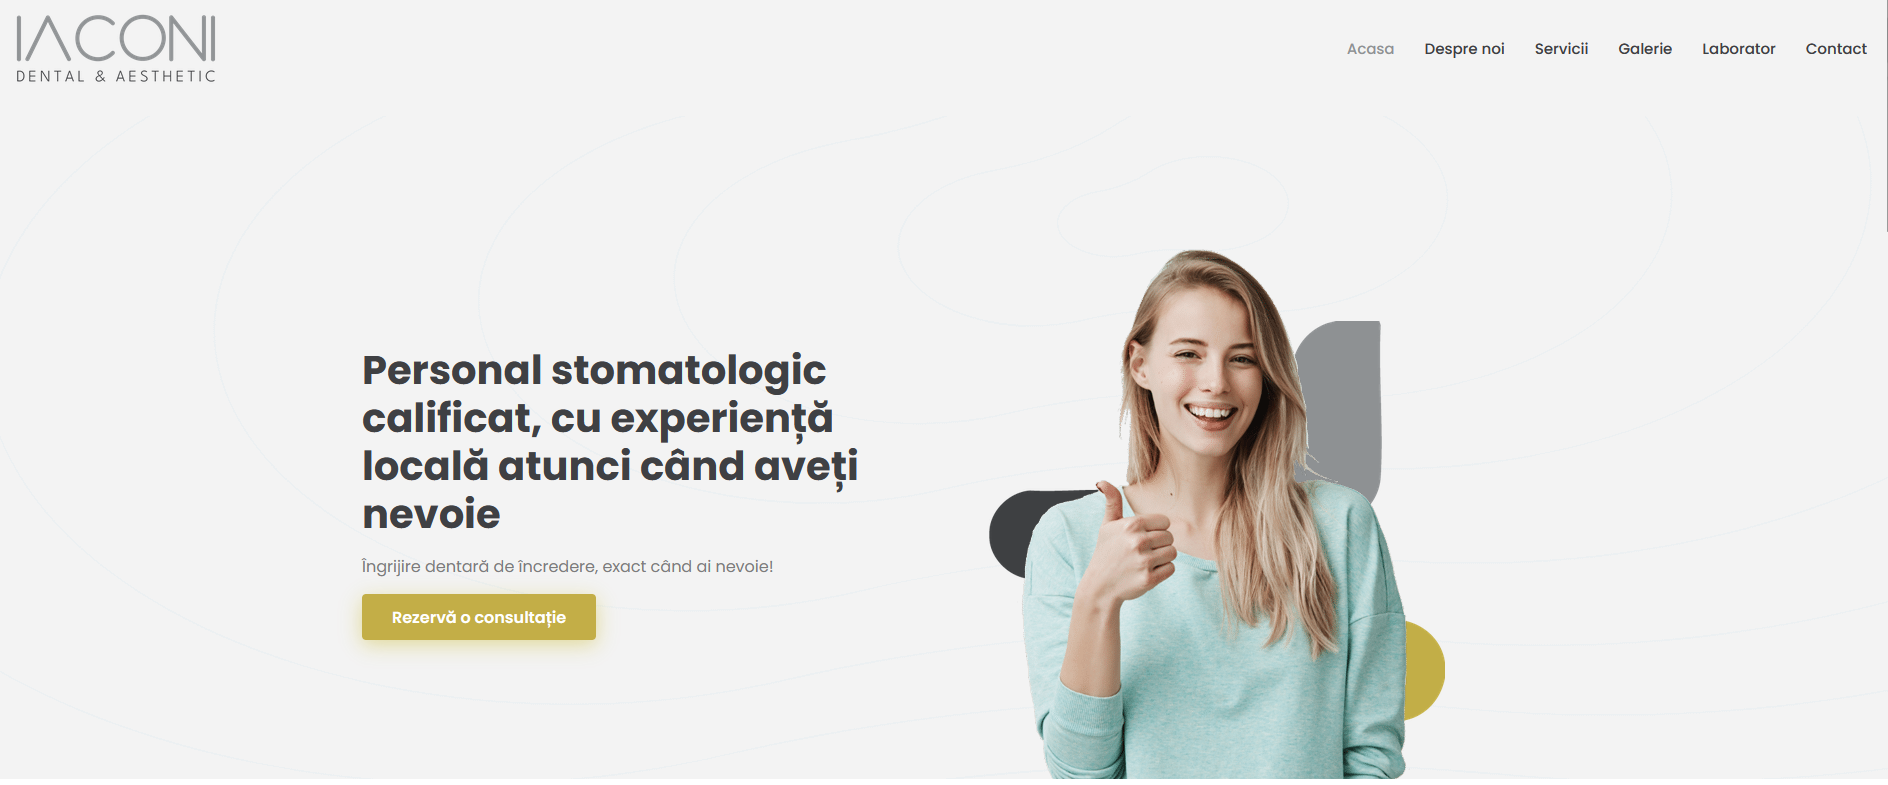 IACONI
DENTAL & AESTHETIC
Acasa Despre noi Servicii Galerie Laborator Contact
Personal stomatologic
calificat, cu experiență
locală atunci când aveți
nevoie
Îngrijire dentară de încredere, exact când ai nevoie!
Rezervă o consultație